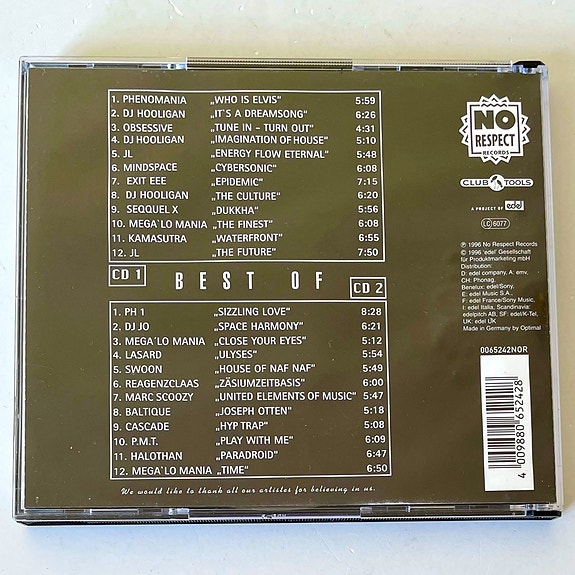 1. PHENOMANIA „WHO IS ELVIS” 5:59
2. DJ HOOLIGAN „IT`S A DREAMSONG” 6:26
3. OBSESSIVE „TUNE IN – TURN OUT” 4:31
4. DJ HOOLIGAN „IMAGINATION OF HOUSE” 5:10
5. JL „ENERGY FLOW ETERNAL” 5:48
6. MINDSPACE „CYBERSONIC” 6:08
7. EXIT EEE „EPIDEMIC” 7:15
8. DJ HOOLIGAN „THE CULTURE” 6:20
9. SEQQUEL X „DUKKHA” 5:56
10. MEGA`LO MANIA „THE FINEST” 6:08
11. KAMASUTRA „WATERFRONT” 6:55
12. JL „THE FUTURE” 7:50
CD 1
BEST OF
CD 2
1. PH 1 „SIZZLING LOVE” 8:28
2. DJ JO „SPACE HARMONY” 6:21
3. MEGA`LO MANIA „CLOSE YOUR EYES” 5:12
4. LASARD „ULYSES” 5:54
5. SWOON „HOUSE OF NAF NAF” 5:49
6. REAGENZCLAAS „ZÄSIUMZEITBASIS” 6:00
7. MARC SCOOZY „UNITED ELEMENTS OF MUSIC” 5:47
8. BALTIQUE „JOSEPH OTTEN” 5:18
9. CASCADE „HYP TRAP” 5:08
10. P.M.T. „PLAY WITH ME” 6:09
11. HALOTHAN „PARADROID” 6:47
12. MEGA`LO MANIA „TIME” 6:50
We would like to thank all our artistes for believing in us.
NO
RESPECT
RECORDS
CLUB TOOLS
A PROJECT OF edel
LC 6077
℗ 1996 No Respect Records
© 1996 'edel' Gesellschaft
für Produktmarketing mbH
Distribution:
D: edel company, A: emv,
CH: Phonag,
Benelux: edel/Sony,
E: edel Music S.A.,
F: edel France/Sony Music,
I: edel Italia, Scandinavia:
edelpitch AB, SF: edel/K-Tel,
UK: edel UK
Made in Germany by Optimal
0065242NOR
4 009880 652428